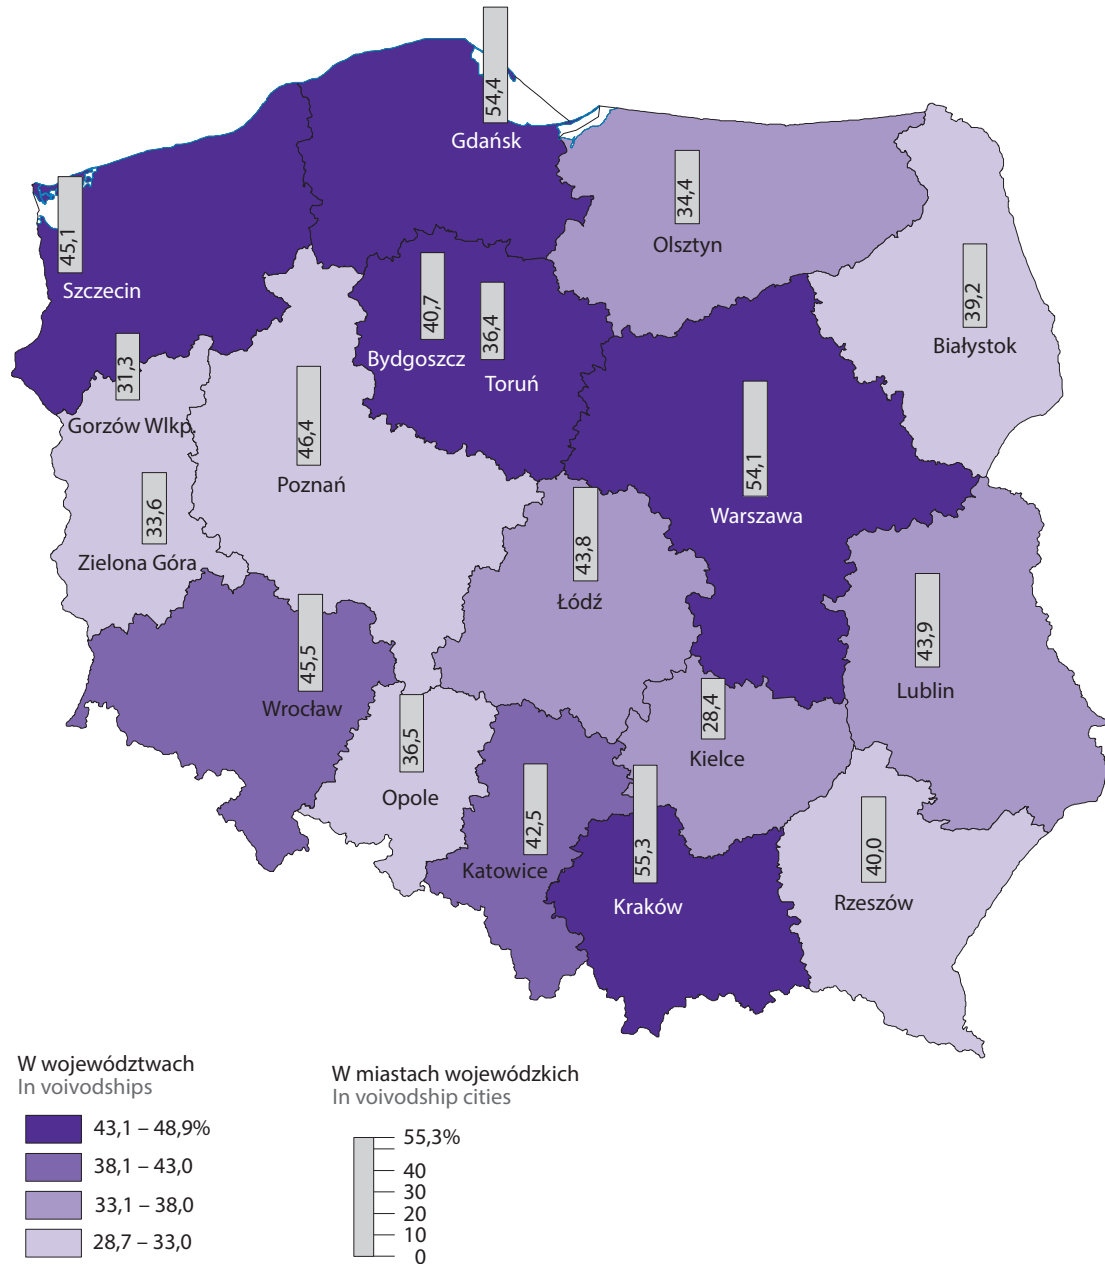 54,4
Gdańsk
34,4
Olsztyn
45,1
Szczecin
39,2
Białystok
40,7
Bydgoszcz
36,4
Toruń
31,3
Gorzów Wlkp.
46,4
Poznań
54,1
Warszawa
33,6
Zielona Góra
43,8
Łódź
43,9
Lublin
45,5
Wrocław
28,4
Kielce
36,5
Opole
42,5
Katowice
55,3
Kraków
40,0
Rzeszów
W województwach
In voivodships
43,1 – 48,9%
38,1 – 43,0
33,1 – 38,0
28,7 – 33,0
W miastach wojewódzkich
In voivodship cities
55,3%
40
30
20
10
0